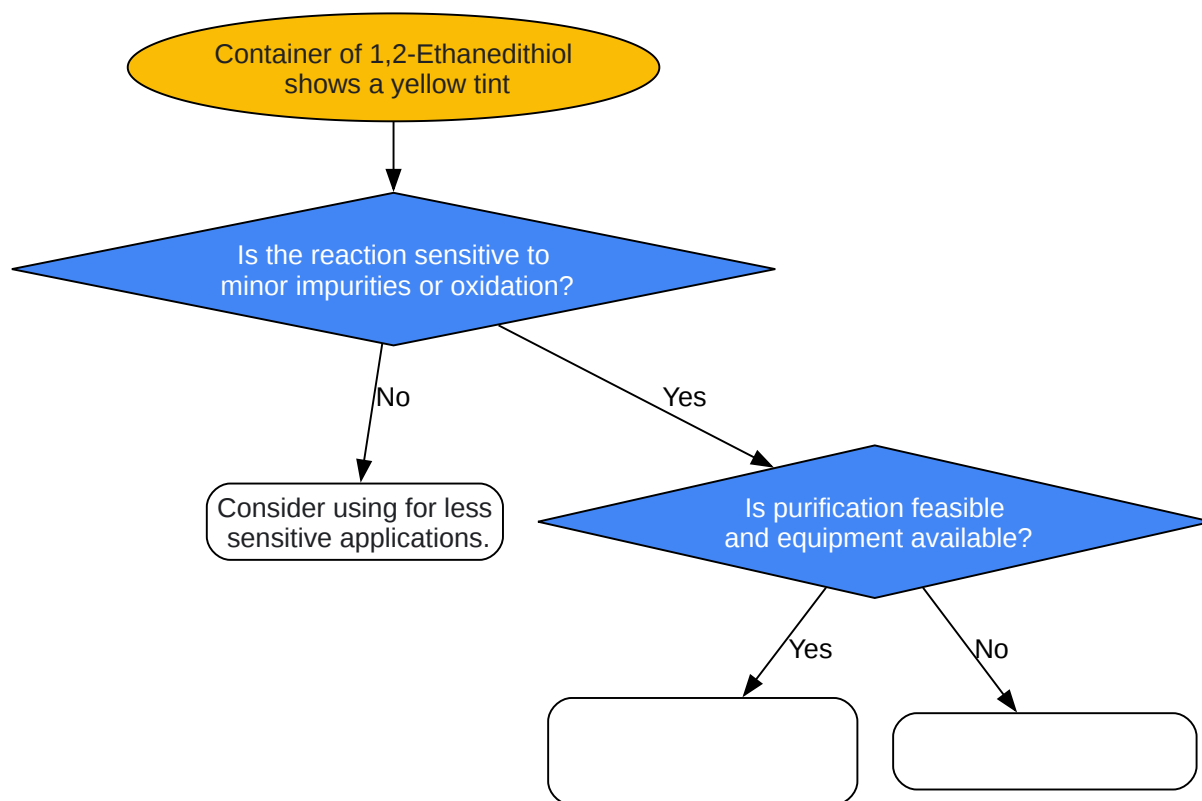 Container of 1,2-Ethanedithiol
shows a yellow tint
Is the reaction sensitive to
minor impurities or oxidation?
No
Yes
Consider using for less
sensitive applications.
Is purification feasible
and equipment available?
Yes
No